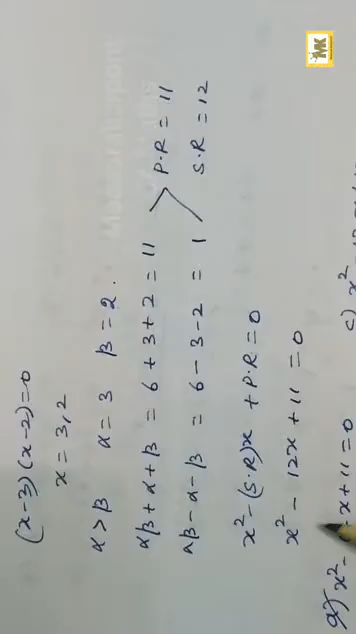 (x-3)(x-2)=0
x = 3,2
α > β α = 3 β = 2.
αβ + α + β = 6 + 3 + 2 = 11
αβ - α - β = 6 - 3 - 2 = 1
P.R = 11
S.R = 12
x² - (S.R)x + P.R = 0
x² - 12x + 11 = 0
a) x² - x + 11 = 0
c) x²
MK